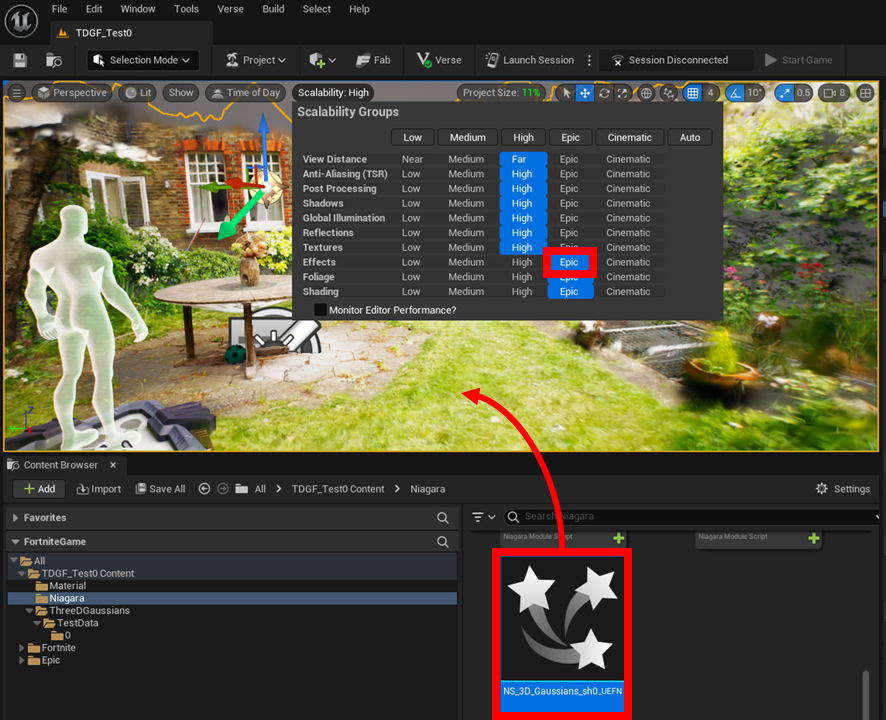 File Edit Window Tools Verse Build Select Help
TDGF_Test0
Selection Mode Project Fab Verse Launch Session Session Disconnected Start Game
Perspective Lit Show Time of Day Scalability: High Project Size: 11% 4 10° 0.5 8
Scalability Groups
Low Medium High Epic Cinematic Auto
View Distance Near Medium Far Epic Cinematic
Anti-Aliasing (TSR) Low Medium High Epic Cinematic
Post Processing Low Medium High Epic Cinematic
Shadows Low Medium High Epic Cinematic
Global Illumination Low Medium High Epic Cinematic
Reflections Low Medium High Epic Cinematic
Textures Low Medium High Epic Cinematic
Effects Low Medium High Epic Cinematic
Foliage Low Medium High Epic Cinematic
Shading Low Medium High Epic Cinematic
Monitor Editor Performance?
Z
Content Browser
Add Import Save All All TDGF_Test0 Content Niagara Settings
Favorites
Search Niagara
FortniteGame
Niagara Module Script Niagara Module Script
All
TDGF_Test0 Content
Material
Niagara
ThreeDGaussians
TestData
0
Fortnite
Epic
NS_3D_Gaussians_sh0_UEFN